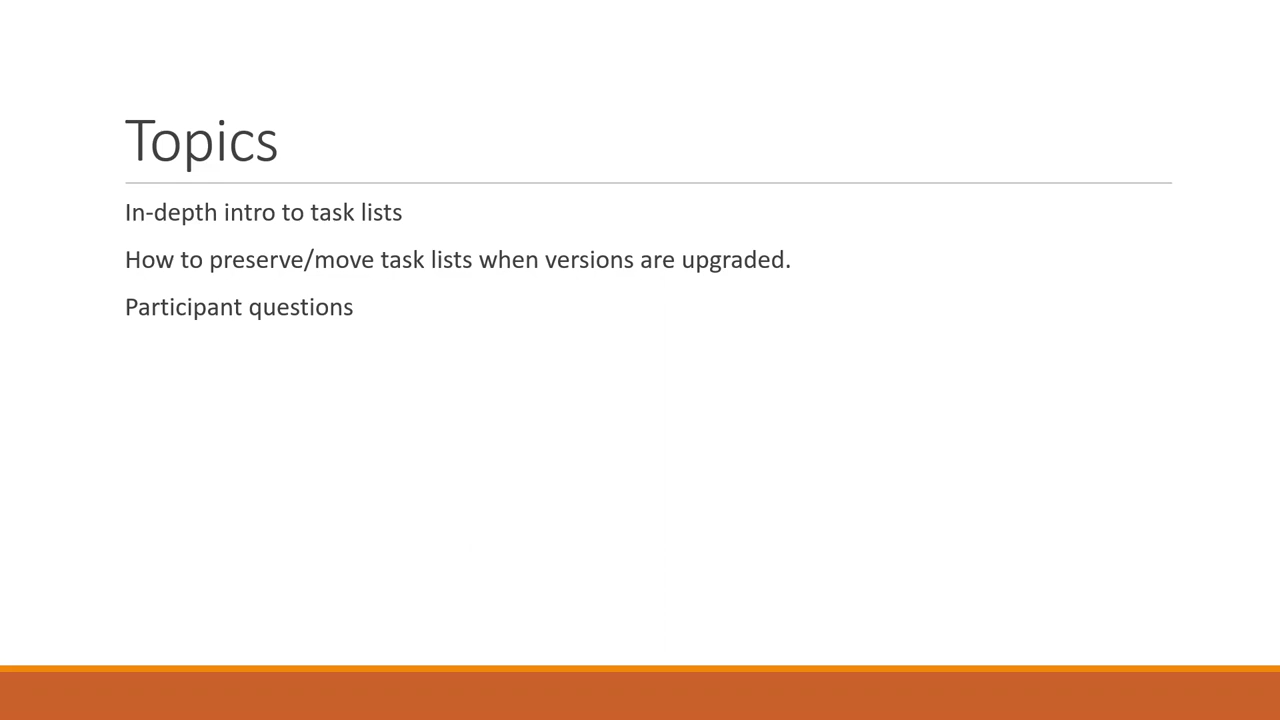 Topics
In-depth intro to task lists
How to preserve/move task lists when versions are upgraded.
Participant questions